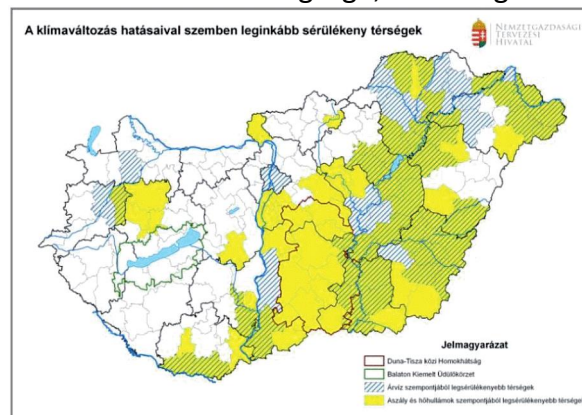 A klímaváltozás hatásaival szemben leginkább sérülékeny térségek
NEMZETGAZDASÁGI
TERVEZÉSI
HIVATAL
Jelmagyarázat
Duna-Tisza közi Homokhátság
Balaton Kiemelt Üdülőkörzet
Árvíz szempontjából legsérülékenyebb térségek
Aszály és hőhullámok szempontjából legsérülékenyebb térségek